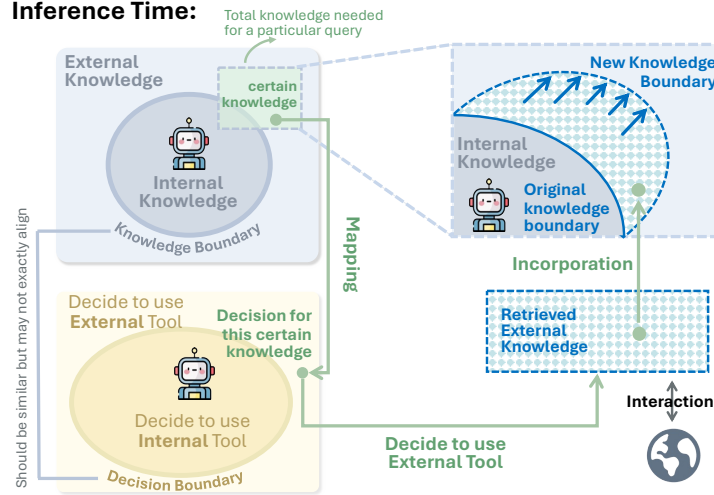 Inference Time:
Total knowledge needed
for a particular query
External
Knowledge
certain
knowledge
Internal
Knowledge
Knowledge Boundary
New Knowledge
Boundary
Internal
Knowledge
Original
knowledge
boundary
Mapping
Should be similar but may not exactly align
Incorporation
Decide to use
External Tool
Decision for
this certain
knowledge
Decide to use
Internal Tool
Decision Boundary
Retrieved
External
Knowledge
Interaction
Decide to use
External Tool